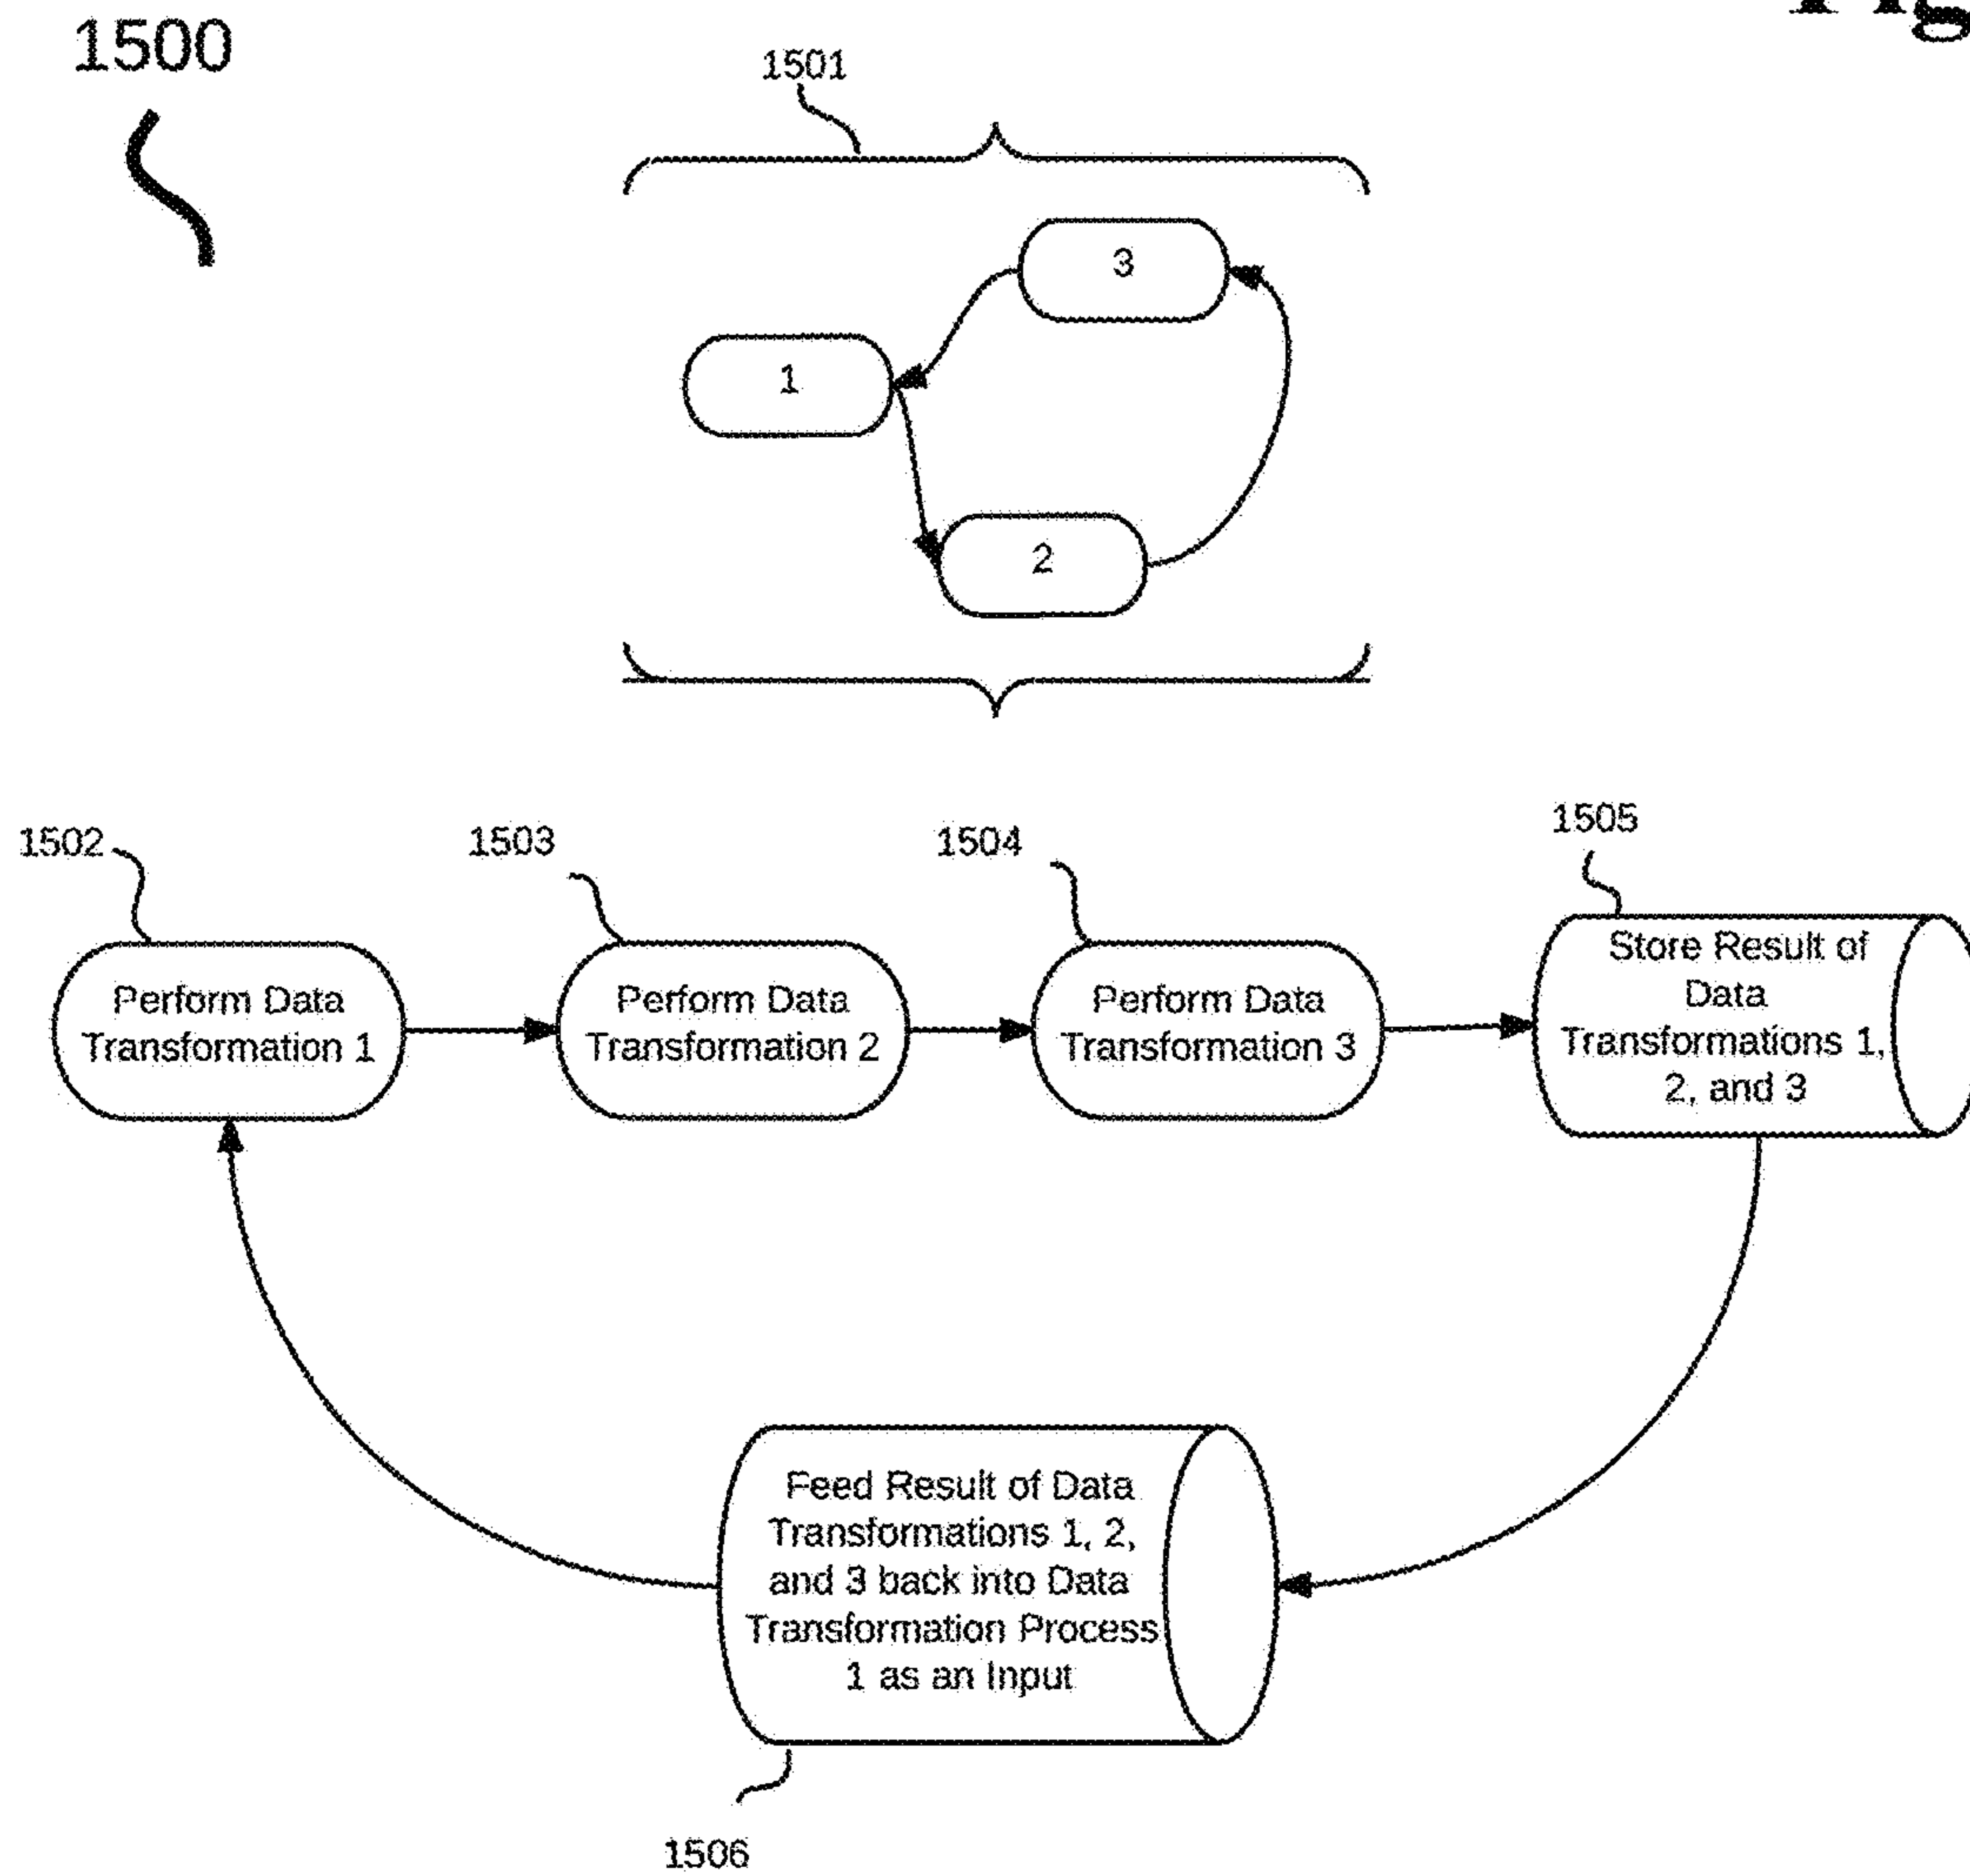 1500
1501
3
1
2
1502
1503
1504
1505
Perform Data
Transformation 1
Perform Data
Transformation 2
Perform Data
Transformation 3
Store Result of
Data
Transformations 1,
2, and 3
Feed Result of Data
Transformations 1, 2,
and 3 back into Data
Transformation Process
1 as an Input
1506